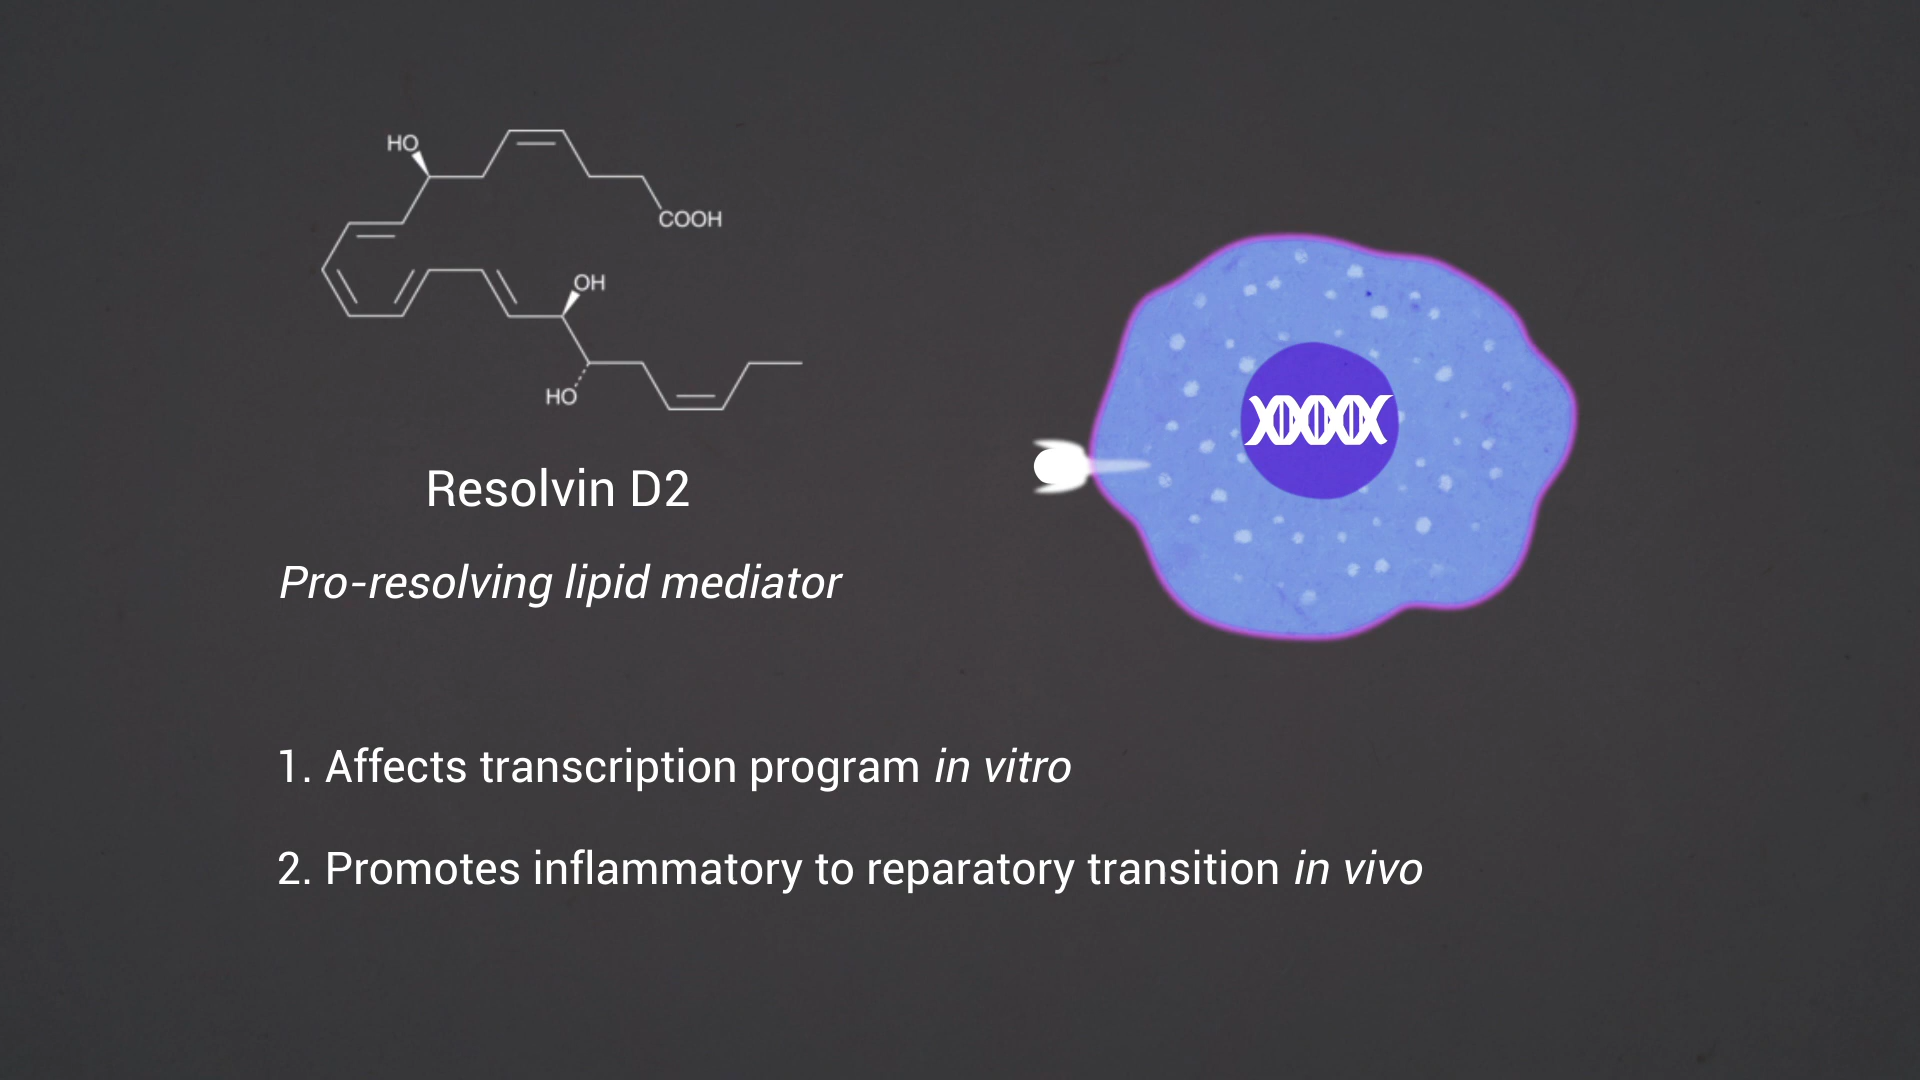 HO
COOH
OH
HO
Resolvin D2
Pro-resolving lipid mediator
1. Affects transcription program in vitro
2. Promotes inflammatory to reparatory transition in vivo